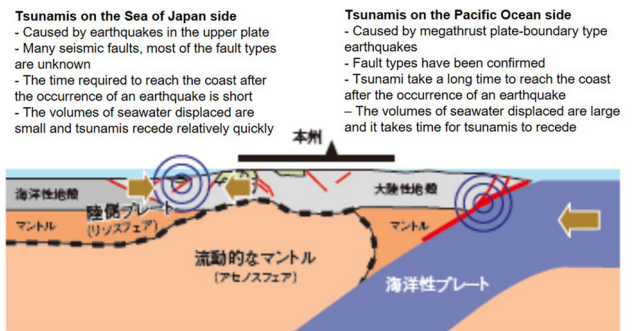 Tsunamis on the Sea of Japan side
- Caused by earthquakes in the upper plate
- Many seismic faults, most of the fault types
are unknown
- The time required to reach the coast after
the occurrence of an earthquake is short
- The volumes of seawater displaced are
small and tsunamis recede relatively quickly
Tsunamis on the Pacific Ocean side
- Caused by megathrust plate-boundary type
earthquakes
- Fault types have been confirmed
- Tsunami take a long time to reach the coast
after the occurrence of an earthquake
– The volumes of seawater displaced are large
and it takes time for tsunamis to recede
本州
海洋性地殻
大陸性地殻
陸側プレート
(リソスフェア)
マントル
マントル
流動的なマントル
(アセノスフェア)
海洋性プレート